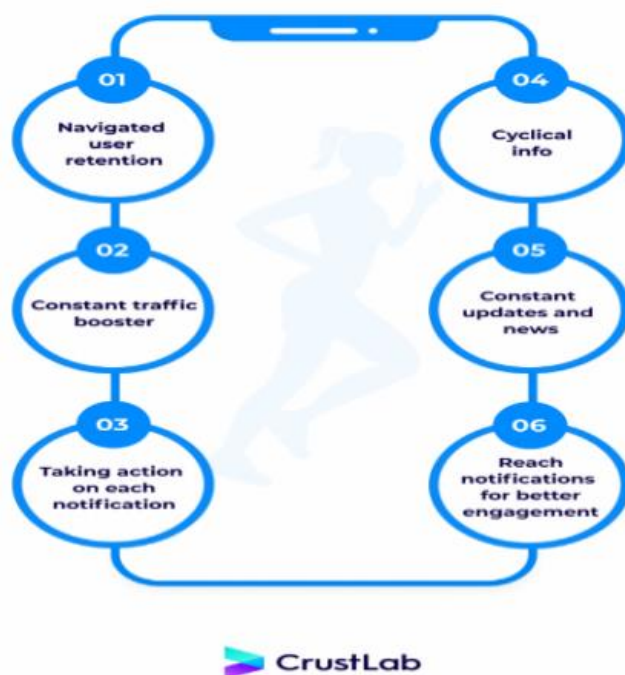 01
Navigated
user
retention
02
Constant traffic
booster
03
Taking action
on each
notification
04
Cyclical
info
05
Constant
updates and
news
06
Reach
notifications
for better
engagement
CrustLab